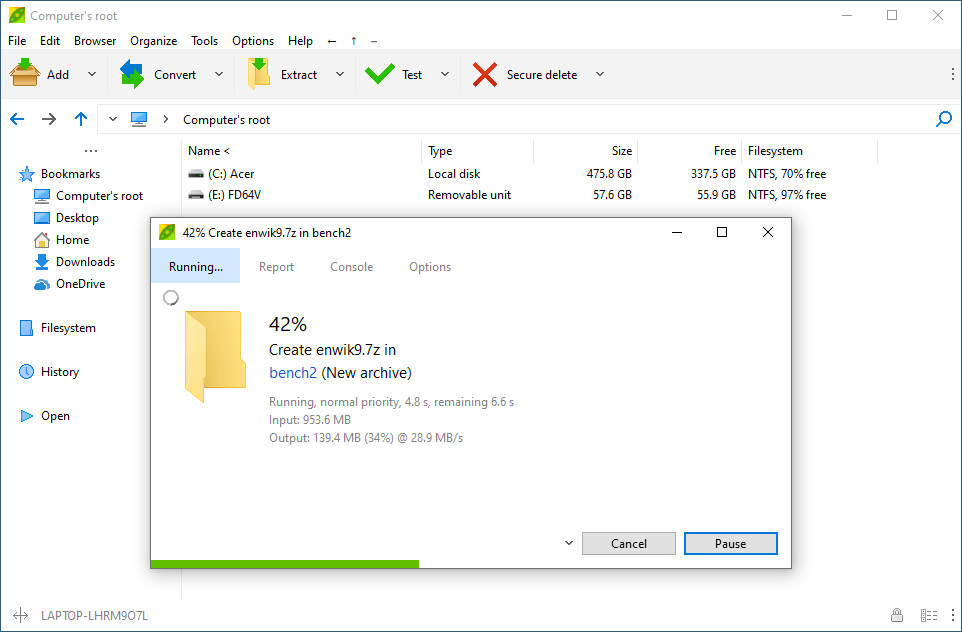 Computer's root
File Edit Browser Organize Tools Options Help ← ↑ –
Add Convert Extract Test Secure delete
Computer's root
...
Bookmarks
Computer's root
Desktop
Home
Downloads
OneDrive
Filesystem
History
Open
Name < Type Size Free Filesystem
(C:) Acer Local disk 475.8 GB 337.5 GB NTFS, 70% free
(E:) FD64V Removable unit 57.6 GB 55.9 GB NTFS, 97% free
42% Create enwik9.7z in bench2
Running... Report Console Options
42%
Create enwik9.7z in
bench2 (New archive)
Running, normal priority, 4.8 s, remaining 6.6 s
Input: 953.6 MB
Output: 139.4 MB (34%) @ 28.9 MB/s
Cancel Pause
LAPTOP-LHRM9O7L